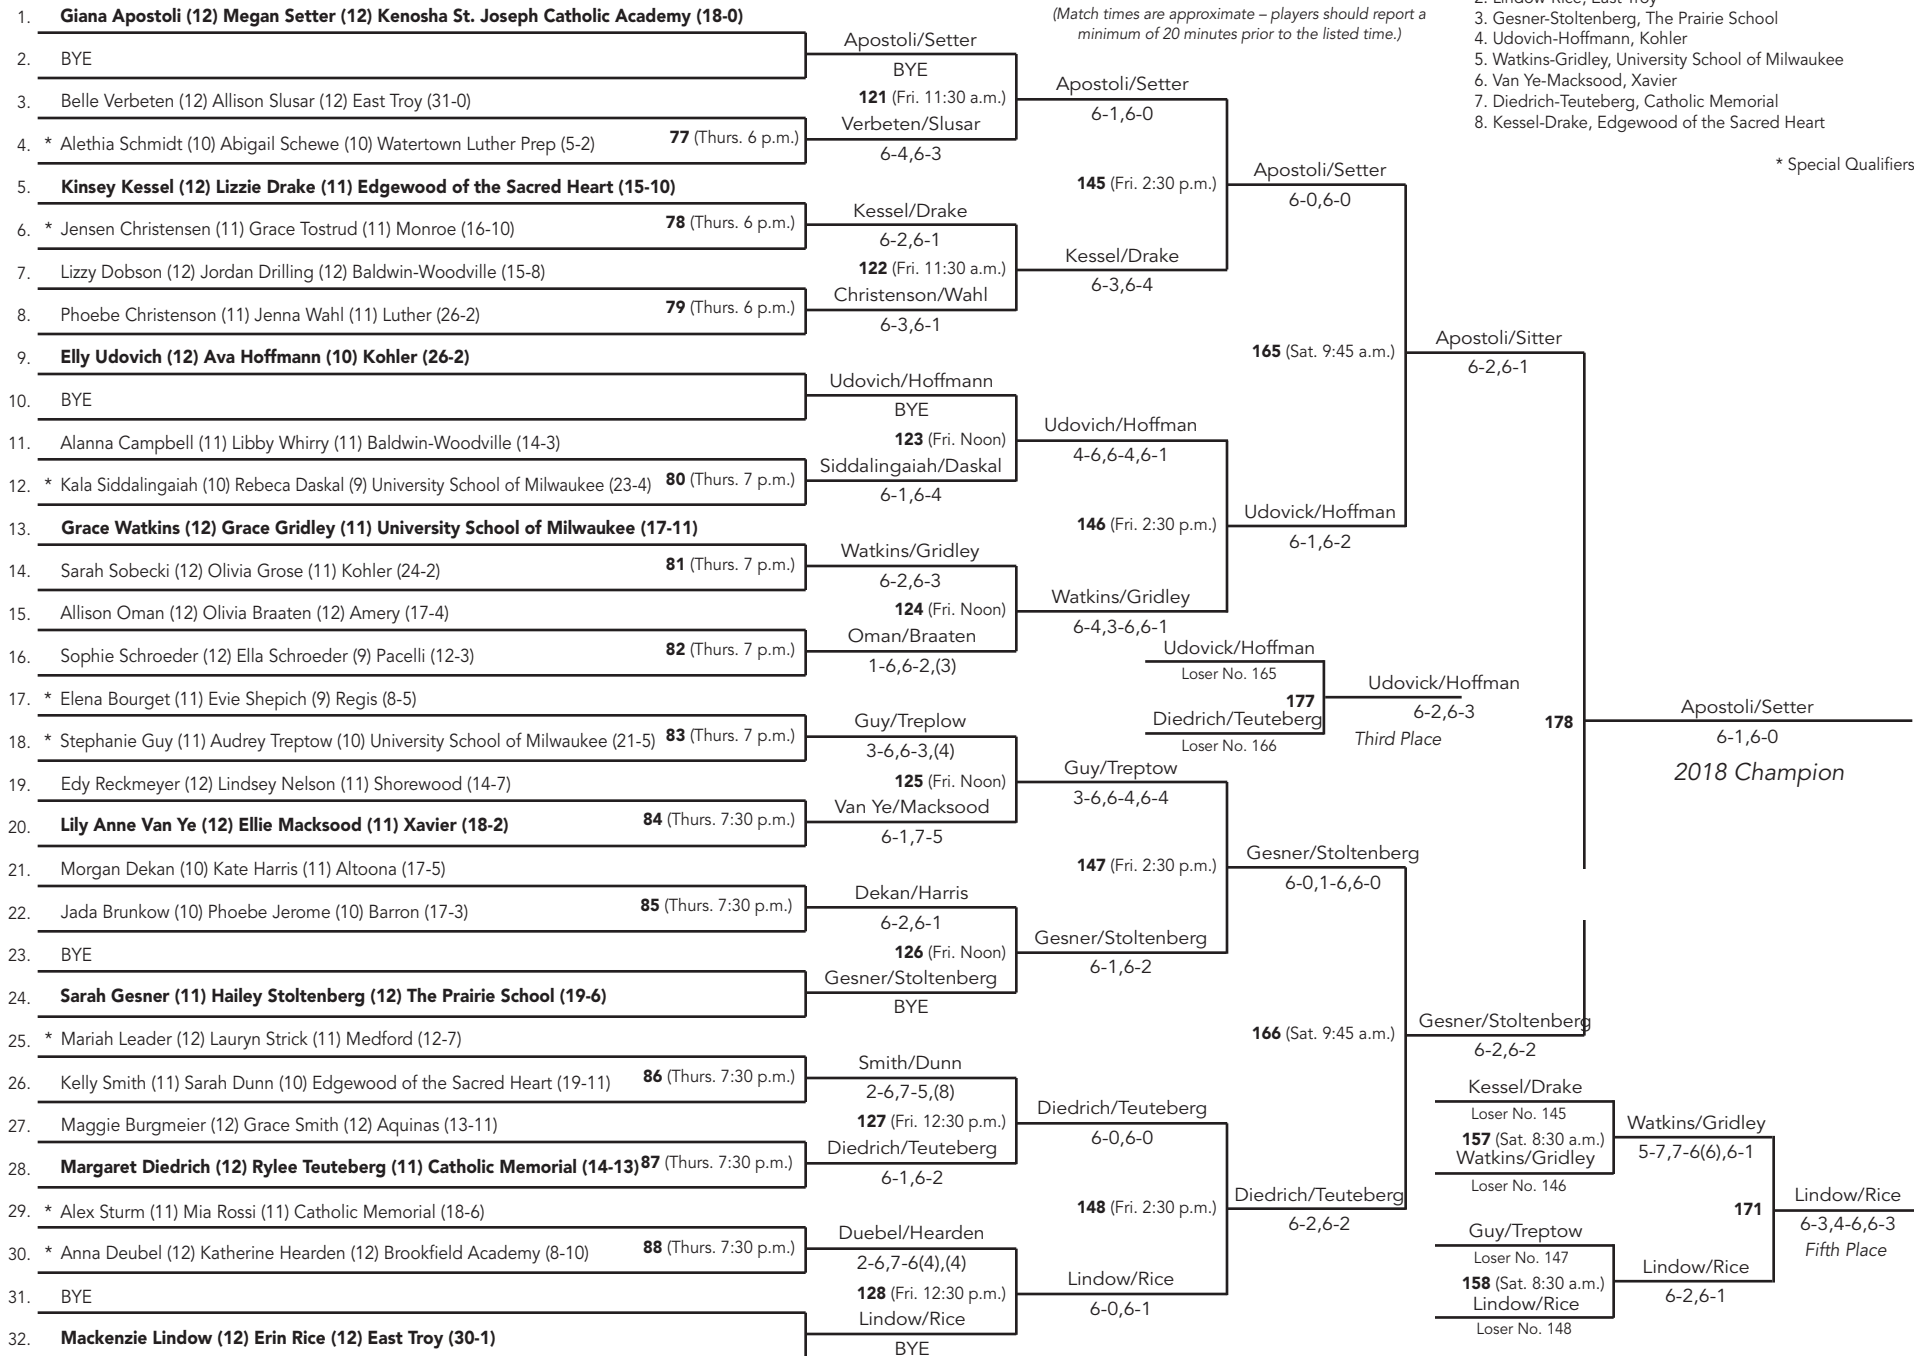 1. Giana Apostoli (12) Megan Setter (12) Kenosha St. Joseph Catholic Academy (18-0)
2. BYE
3. Belle Verbeten (12) Allison Slusar (12) East Troy (31-0)
4. * Alethia Schmidt (10) Abigail Schewe (10) Watertown Luther Prep (5-2)
77 (Thurs. 6 p.m.)
5. Kinsey Kessel (12) Lizzie Drake (11) Edgewood of the Sacred Heart (15-10)
6. * Jensen Christensen (11) Grace Tostrud (11) Monroe (16-10)
78 (Thurs. 6 p.m.)
7. Lizzy Dobson (12) Jordan Drilling (12) Baldwin-Woodville (15-8)
8. Phoebe Christenson (11) Jenna Wahl (11) Luther (26-2)
79 (Thurs. 6 p.m.)
9. Elly Udovich (12) Ava Hoffmann (10) Kohler (26-2)
10. BYE
11. Alanna Campbell (11) Libby Whirry (11) Baldwin-Woodville (14-3)
12. * Kala Siddalingaiah (10) Rebeca Daskal (9) University School of Milwaukee (23-4)
80 (Thurs. 7 p.m.)
13. Grace Watkins (12) Grace Gridley (11) University School of Milwaukee (17-11)
14. Sarah Sobecki (12) Olivia Grose (11) Kohler (24-2)
81 (Thurs. 7 p.m.)
15. Allison Oman (12) Olivia Braaten (12) Amery (17-4)
16. Sophie Schroeder (12) Ella Schroeder (9) Pacelli (12-3)
82 (Thurs. 7 p.m.)
17. * Elena Bourget (11) Evie Shepich (9) Regis (8-5)
18. * Stephanie Guy (11) Audrey Treptow (10) University School of Milwaukee (21-5)
83 (Thurs. 7 p.m.)
19. Edy Reckmeyer (12) Lindsey Nelson (11) Shorewood (14-7)
20. Lily Anne Van Ye (12) Ellie Macksood (11) Xavier (18-2)
84 (Thurs. 7:30 p.m.)
21. Morgan Dekan (10) Kate Harris (11) Altoona (17-5)
22. Jada Brunkow (10) Phoebe Jerome (10) Barron (17-3)
85 (Thurs. 7:30 p.m.)
23. BYE
24. Sarah Gesner (11) Hailey Stoltenberg (12) The Prairie School (19-6)
25. * Mariah Leader (12) Lauryn Strick (11) Medford (12-7)
26. Kelly Smith (11) Sarah Dunn (10) Edgewood of the Sacred Heart (19-11)
86 (Thurs. 7:30 p.m.)
27. Maggie Burgmeier (12) Grace Smith (12) Aquinas (13-11)
28. Margaret Diedrich (12) Rylee Teuteberg (11) Catholic Memorial (14-13)
87 (Thurs. 7:30 p.m.)
29. * Alex Sturm (11) Mia Rossi (11) Catholic Memorial (18-6)
30. * Anna Deubel (12) Katherine Hearden (12) Brookfield Academy (8-10)
88 (Thurs. 7:30 p.m.)
31. BYE
32. Mackenzie Lindow (12) Erin Rice (12) East Troy (30-1)
Apostoli/Setter
BYE
121 (Fri. 11:30 a.m.)
Verbeten/Slusar
6-4,6-3
Kessel/Drake
6-2,6-1
122 (Fri. 11:30 a.m.)
Christenson/Wahl
6-3,6-1
Udovich/Hoffmann
BYE
123 (Fri. Noon)
Siddalingaiah/Daskal
6-1,6-4
Watkins/Gridley
6-2,6-3
124 (Fri. Noon)
Oman/Braaten
1-6,6-2,(3)
Guy/Treplow
3-6,6-3,(4)
125 (Fri. Noon)
Van Ye/Macksood
6-1,7-5
Dekan/Harris
6-2,6-1
126 (Fri. Noon)
Gesner/Stoltenberg
BYE
Smith/Dunn
2-6,7-5,(8)
127 (Fri. 12:30 p.m.)
Diedrich/Teuteberg
6-1,6-2
Duebel/Hearden
2-6,7-6(4),(4)
128 (Fri. 12:30 p.m.)
Lindow/Rice
BYE
(Match times are approximate – players should report a
minimum of 20 minutes prior to the listed time.)
Apostoli/Setter
6-1,6-0
145 (Fri. 2:30 p.m.)
Kessel/Drake
6-3,6-4
Udovich/Hoffman
4-6,6-4,6-1
146 (Fri. 2:30 p.m.)
Watkins/Gridley
6-4,3-6,6-1
Guy/Treptow
3-6,6-4,6-4
147 (Fri. 2:30 p.m.)
Gesner/Stoltenberg
6-1,6-2
Diedrich/Teuteberg
6-0,6-0
148 (Fri. 2:30 p.m.)
Lindow/Rice
6-0,6-1
Apostoli/Setter
6-0,6-0
165 (Sat. 9:45 a.m.)
Udovich/Hoffman
6-1,6-2
Gesner/Stoltenberg
6-0,1-6,6-0
166 (Sat. 9:45 a.m.)
Diedrich/Teuteberg
6-2,6-2
Udovick/Hoffman
Loser No. 165
177
Diedrich/Teuteberg
Loser No. 166
Udovick/Hoffman
6-2,6-3
Third Place
Apostoli/Sitter
6-2,6-1
178
Gesner/Stoltenberg
6-2,6-2
Apostoli/Setter
6-1,6-0
2018 Champion
3. Gesner-Stoltenberg, The Prairie School
4. Udovich-Hoffmann, Kohler
5. Watkins-Gridley, University School of Milwaukee
6. Van Ye-Macksood, Xavier
7. Diedrich-Teuteberg, Catholic Memorial
8. Kessel-Drake, Edgewood of the Sacred Heart
* Special Qualifiers
Kessel/Drake
Loser No. 145
157 (Sat. 8:30 a.m.)
Watkins/Gridley
Loser No. 146
Watkins/Gridley
5-7,7-6(6),6-1
171
Guy/Treptow
Loser No. 147
158 (Sat. 8:30 a.m.)
Lindow/Rice
Loser No. 148
Lindow/Rice
6-2,6-1
Lindow/Rice
6-3,4-6,6-3
Fifth Place